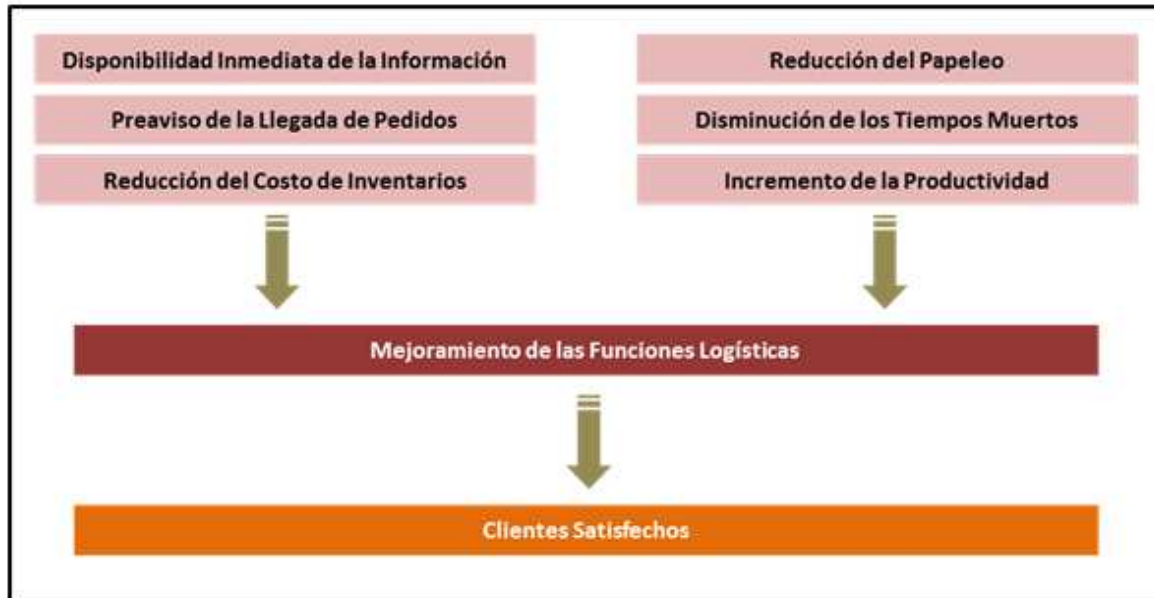 Disponibilidad Inmediata de la Información
Preaviso de la Llegada de Pedidos
Reducción del Costo de Inventarios
Reducción del Papeleo
Disminución de los Tiempos Muertos
Incremento de la Productividad
Mejoramiento de las Funciones Logísticas
Clientes Satisfechos